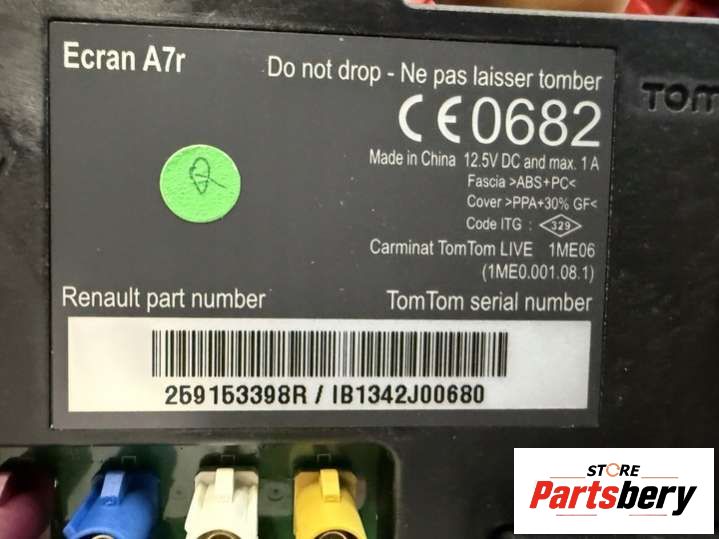 Ecran A7r
Do not drop - Ne pas laisser tomber
CE 0682
TOM
Made in China 12.5V DC and max. 1 A
Fascia >ABS+PC<
Cover >PPA+30% GF<
Code ITG : 329
Carminat TomTom LIVE 1ME06
(1ME0.001.08.1)
Renault part number
TomTom serial number
259153398R / IB1342J00680
STORE
Partsbery